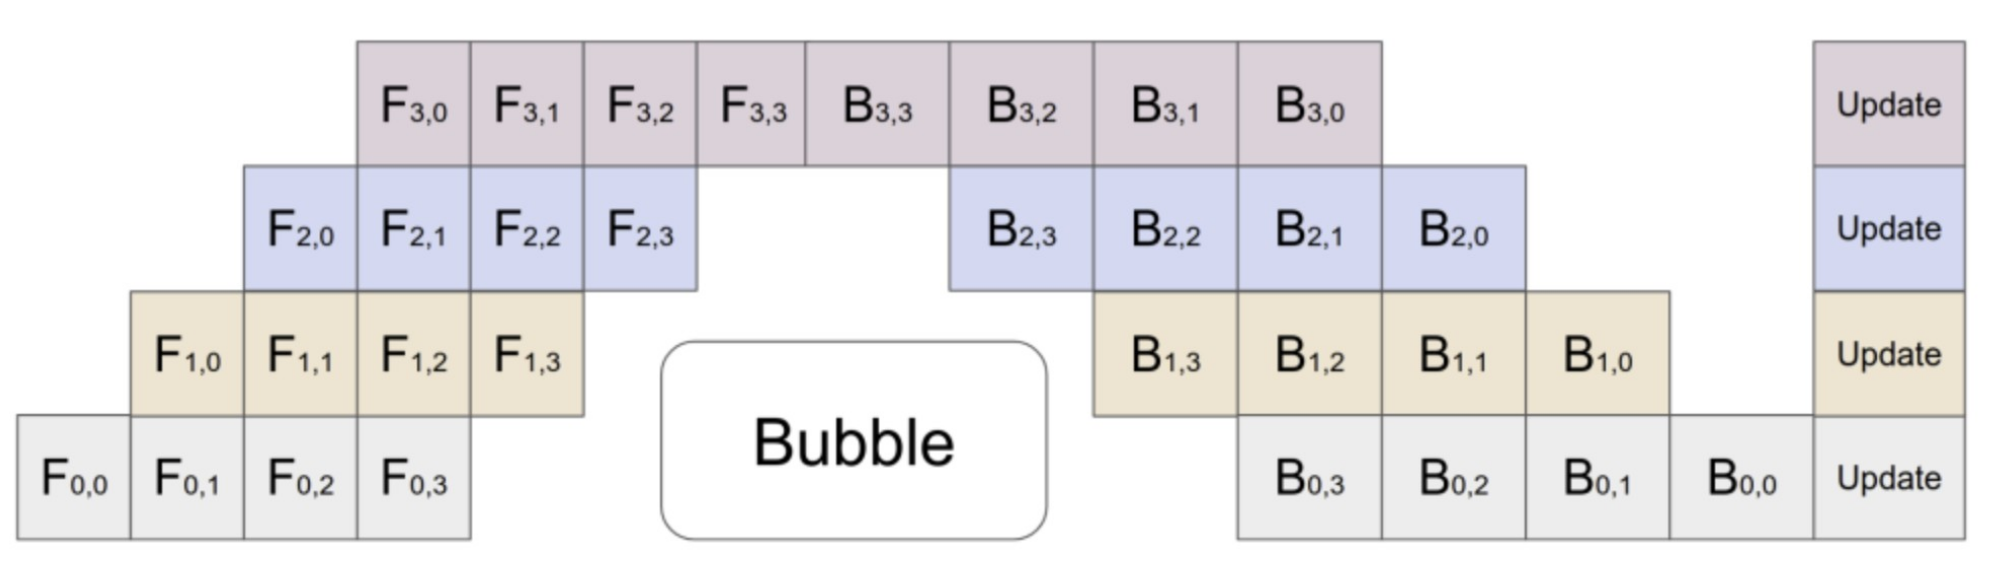 F3,0 F3,1 F3,2 F3,3 B3,3 B3,2 B3,1 B3,0 Update
F2,0 F2,1 F2,2 F2,3 B2,3 B2,2 B2,1 B2,0 Update
F1,0 F1,1 F1,2 F1,3 B1,3 B1,2 B1,1 B1,0 Update
Bubble
F0,0 F0,1 F0,2 F0,3 B0,3 B0,2 B0,1 B0,0 Update